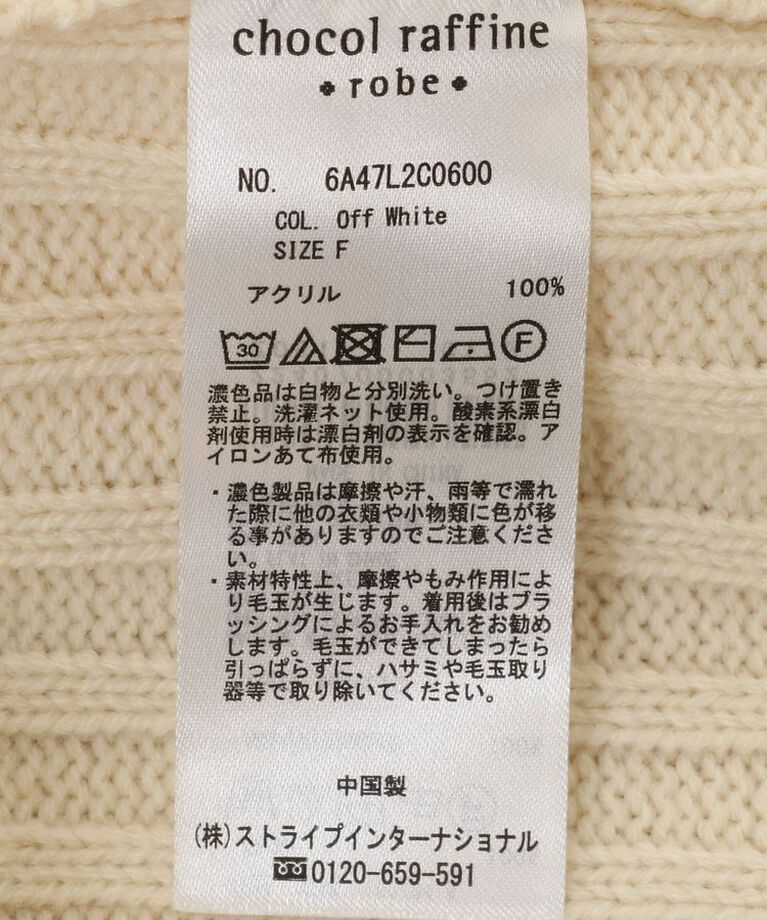 chocol raffine
robe
NO. 6A47L2C0600
COL. Off White
SIZE F
アクリル 100%
30
F
濃色品は白物と分別洗い。つけ置き
禁止。洗濯ネット使用。酸素系漂白
剤使用時は漂白剤の表示を確認。ア
イロンあて布使用。
・濃色製品は摩擦や汗、雨等で濡れ
た際に他の衣類や小物類に色が移
る事がありますのでご注意くださ
い。
・素材特性上、摩擦やもみ作用によ
り毛玉が生じます。着用後はブラ
ッシングによるお手入れをお勧め
します。毛玉ができてしまったら
引っぱらずに、ハサミや毛玉取り
器等で取り除いてください。
中国製
(株)ストライプインターナショナル
0120-659-591